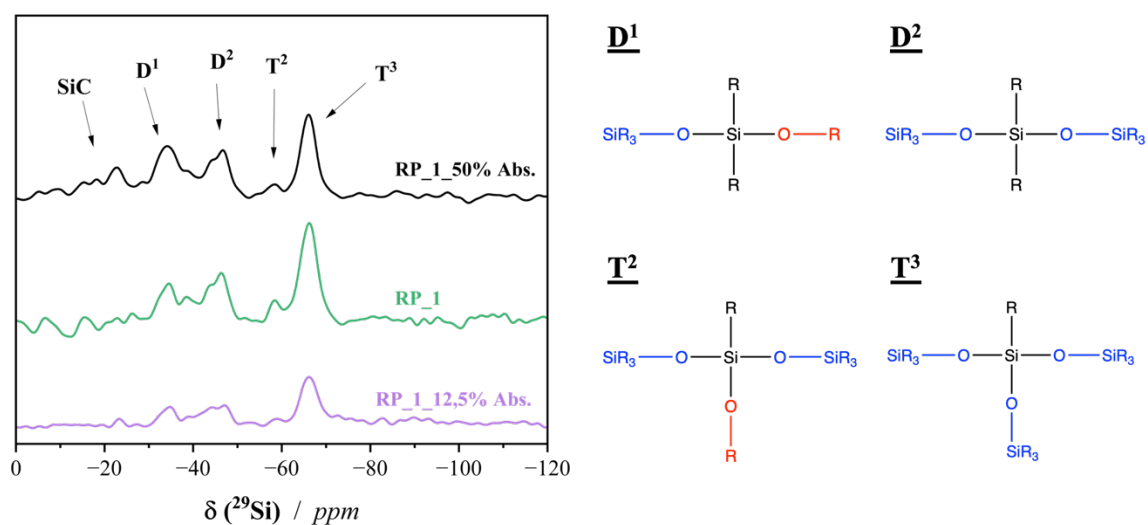 SiC
D¹
D²
T²
T³
RP_1_50% Abs.
RP_1
RP_1_12,5% Abs.
0 −20 −40 −60 −80 −100 −120
δ (²⁹Si) / ppm
D¹
R
SiR₃ O Si O R
R
D²
R
SiR₃ O Si O SiR₃
R
T²
R
SiR₃ O Si O SiR₃
O
R
T³
R
SiR₃ O Si O SiR₃
O
SiR₃